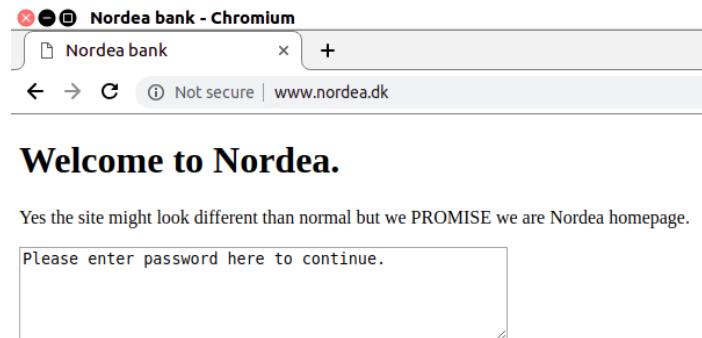 Nordea bank - Chromium
Nordea bank
Not secure | www.nordea.dk
Welcome to Nordea.
Yes the site might look different than normal but we PROMISE we are Nordea homepage.
Please enter password here to continue.